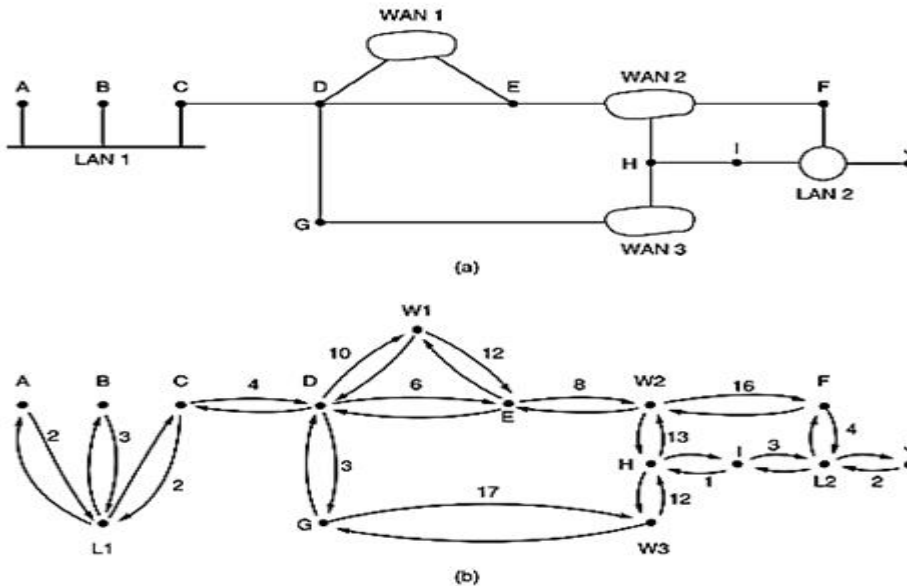 WAN 1
A B C D E WAN 2 F
LAN 1
H I J
LAN 2
G
WAN 3
(a)
W1
10 12
A B C D E W2 F
4 6 8 16
2 3 2
3
13 4
H I L2 J
1 3 2
12
17
L1 G W3
(b)